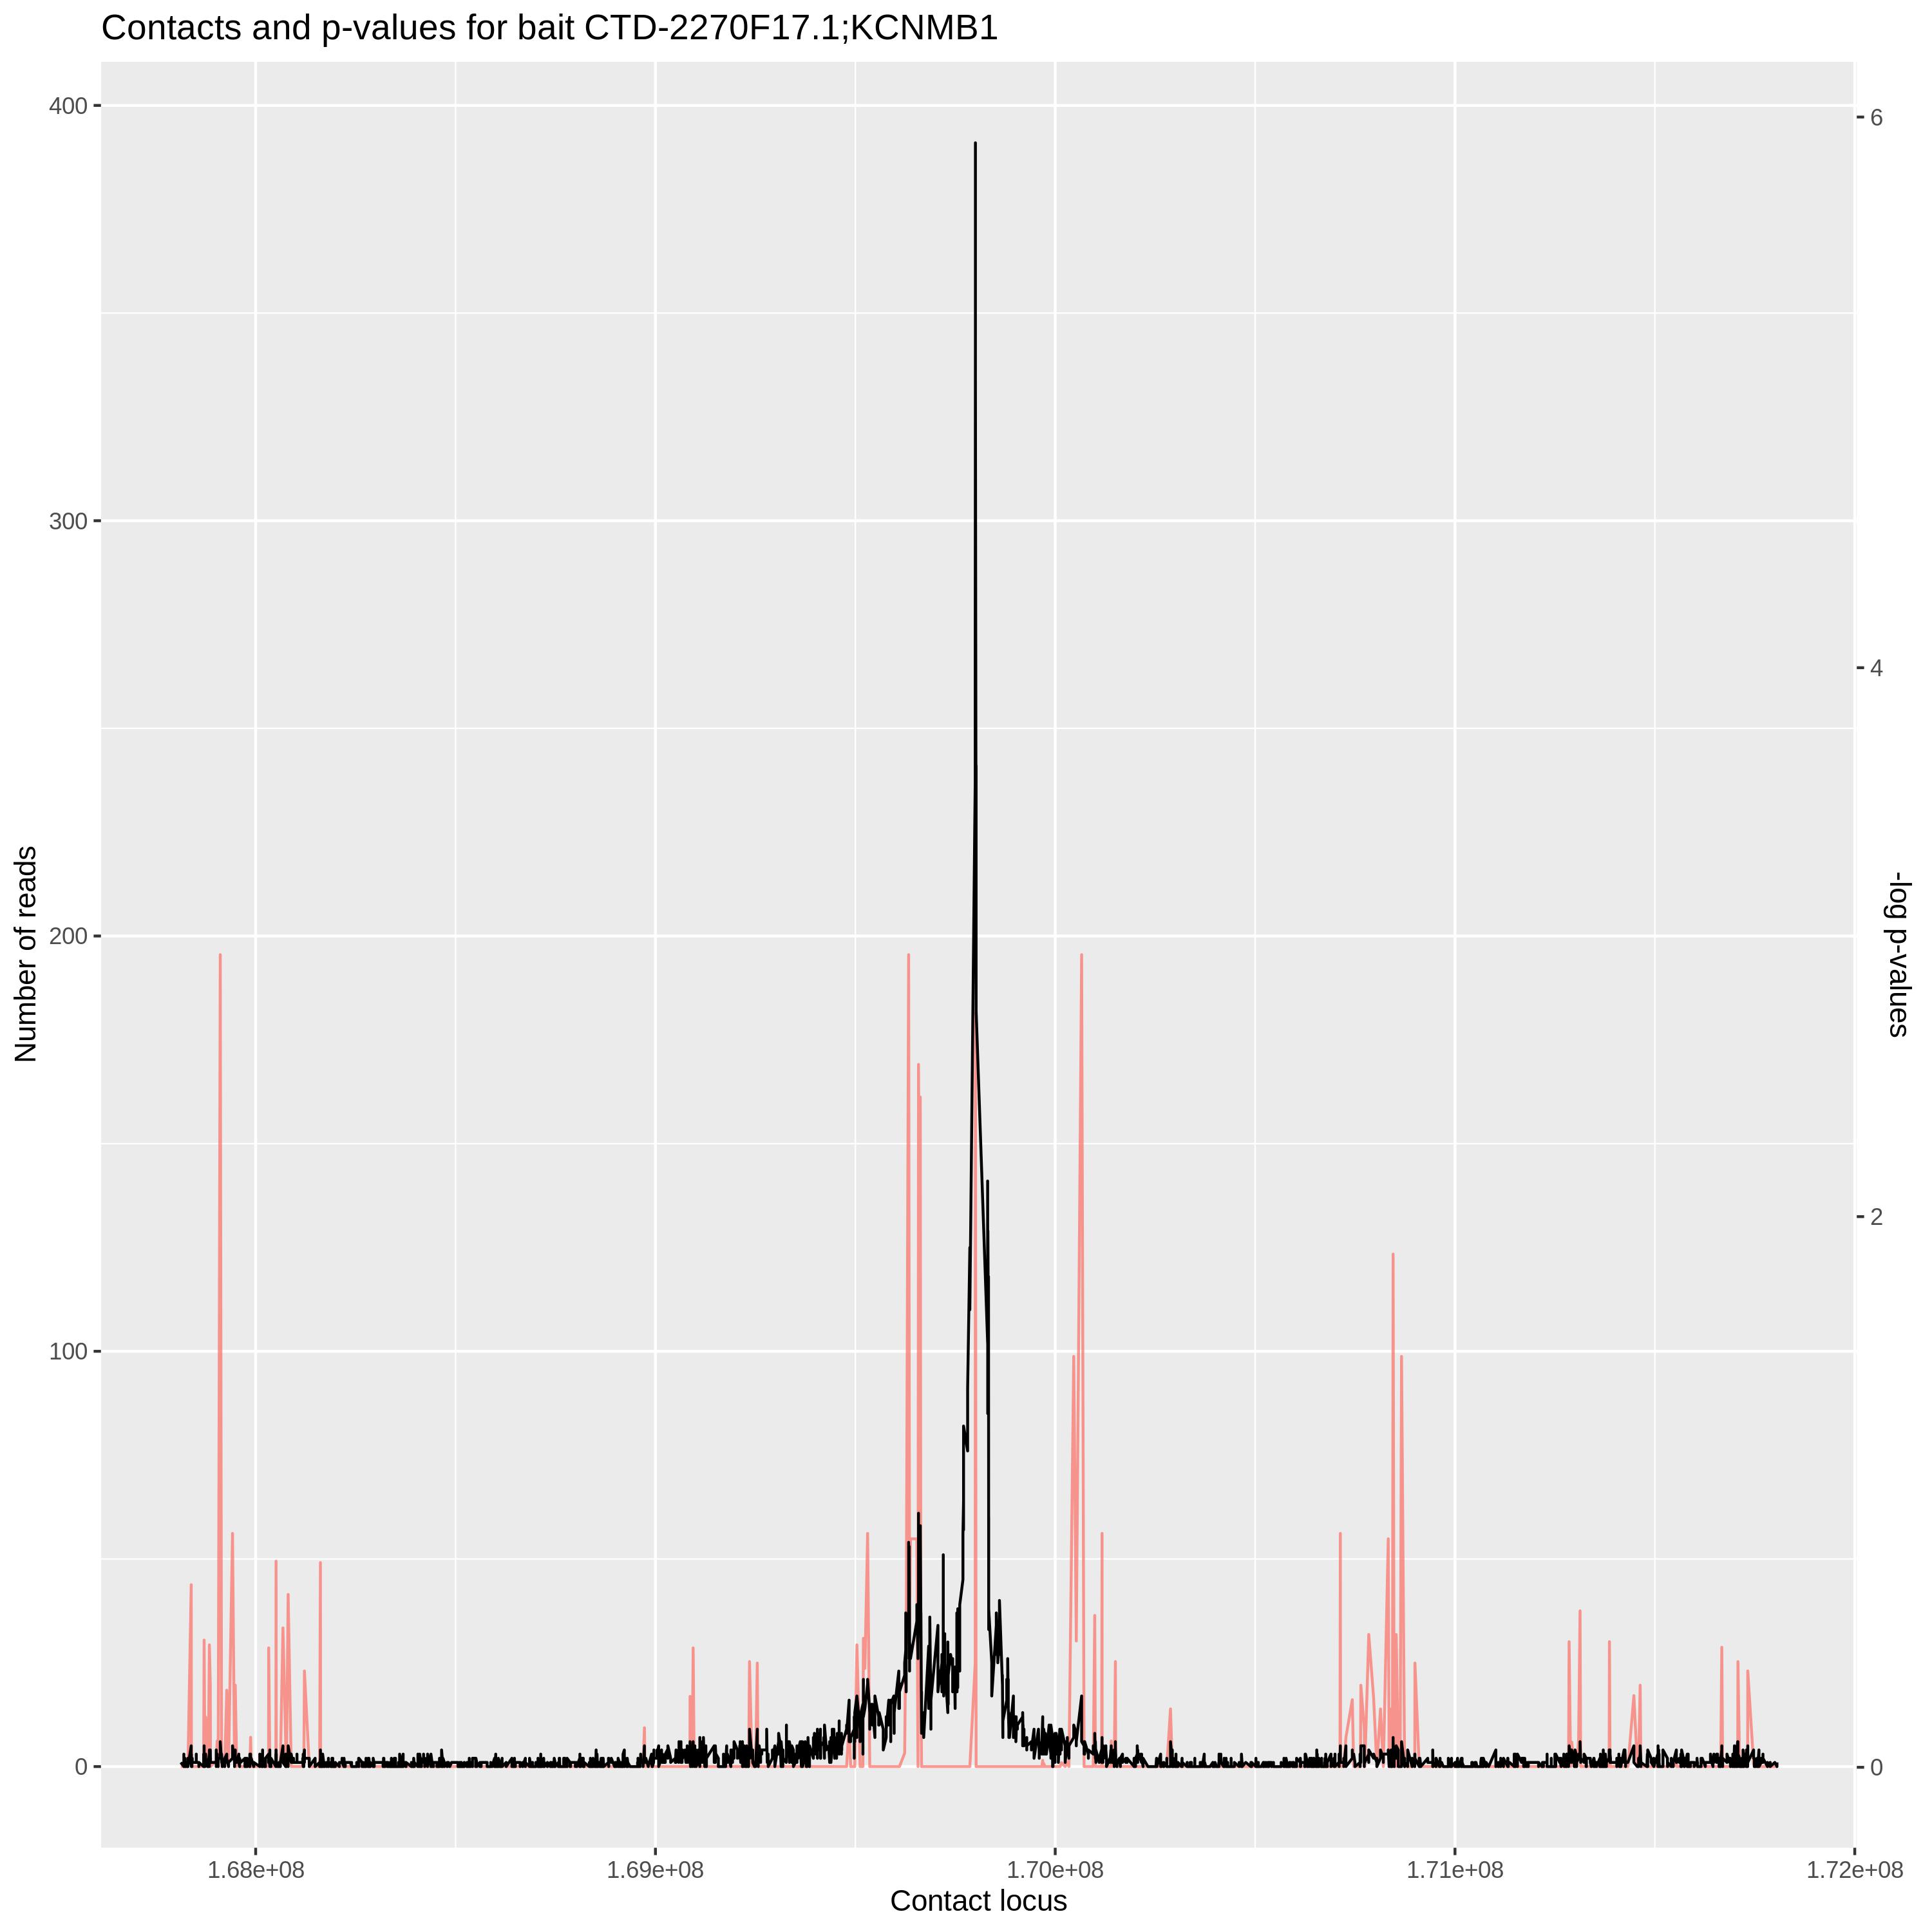 Contacts and p-values for bait CTD-2270F17.1;KCNMB1
400
300
200
100
0
Number of reads
6
4
2
0
-log p-values
1.68e+08
1.69e+08
1.70e+08
1.71e+08
1.72e+08
Contact locus